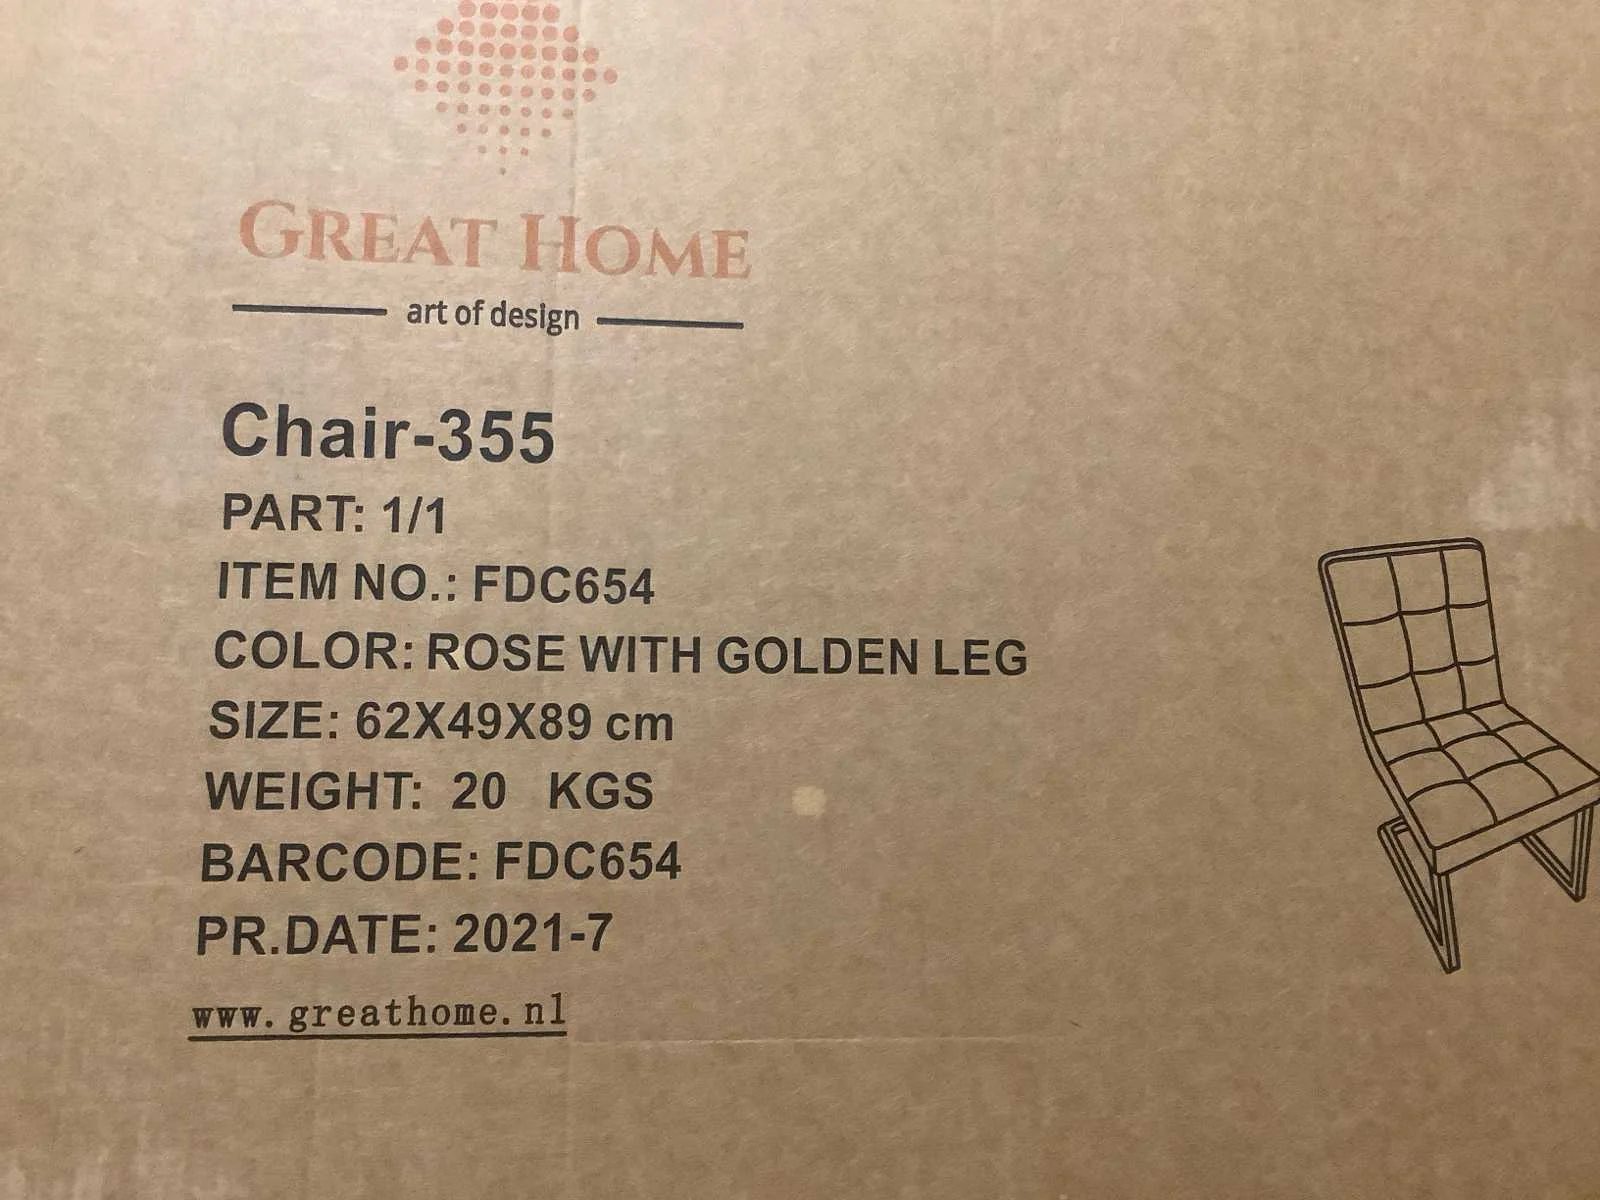 GREAT HOME
art of design
Chair-355
PART: 1/1
ITEM NO.: FDC654
COLOR: ROSE WITH GOLDEN LEG
SIZE: 62X49X89 cm
WEIGHT: 20 KGS
BARCODE: FDC654
PR.DATE: 2021-7
www.greathome.nl